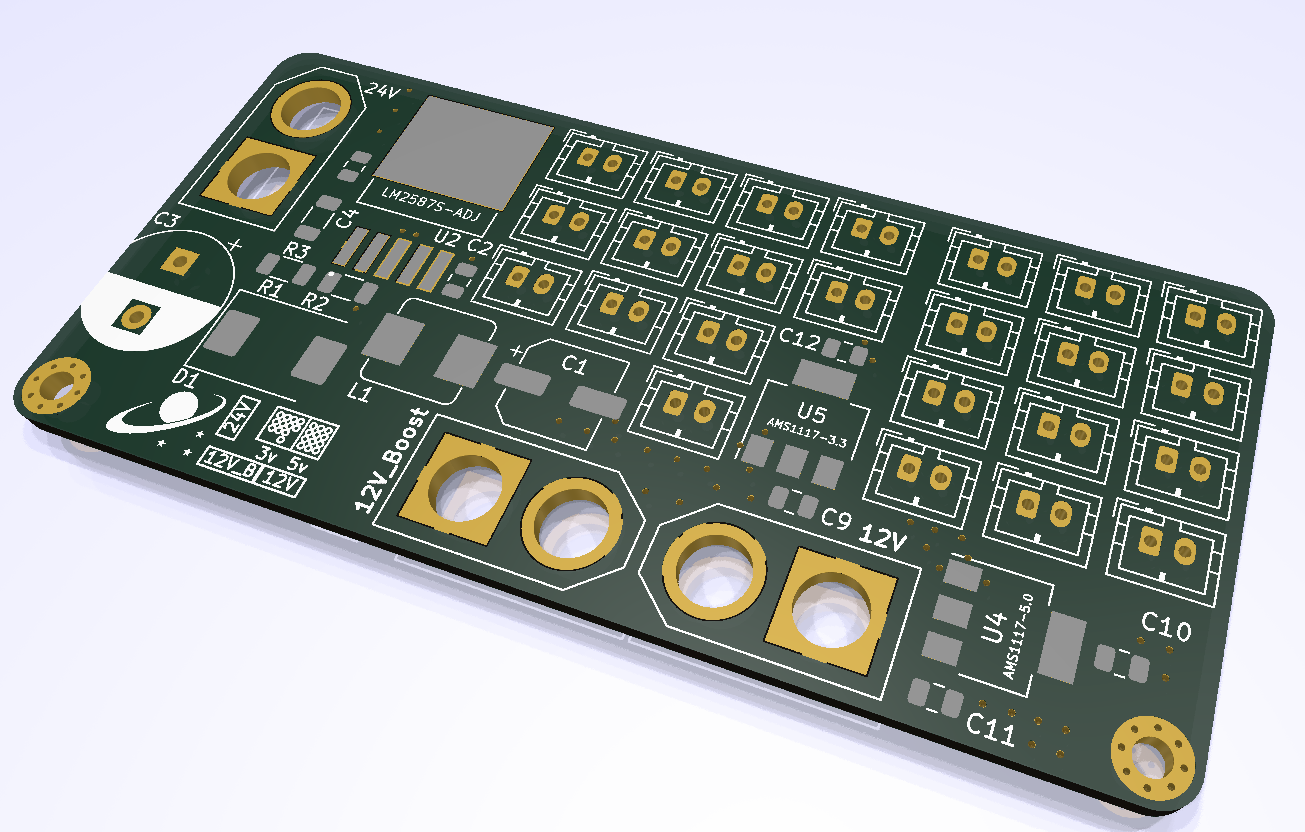 24V
LM2587S-ADJ
C3
+
C4
U2
C2
R3
R1
R2
+
C1
C12
D1
L1
24V
3v
5v
12V_B
12V
12V_Boost
U5
AMS1117-3.3
C9
12V
U4
AMS1117-5.0
C10
C11